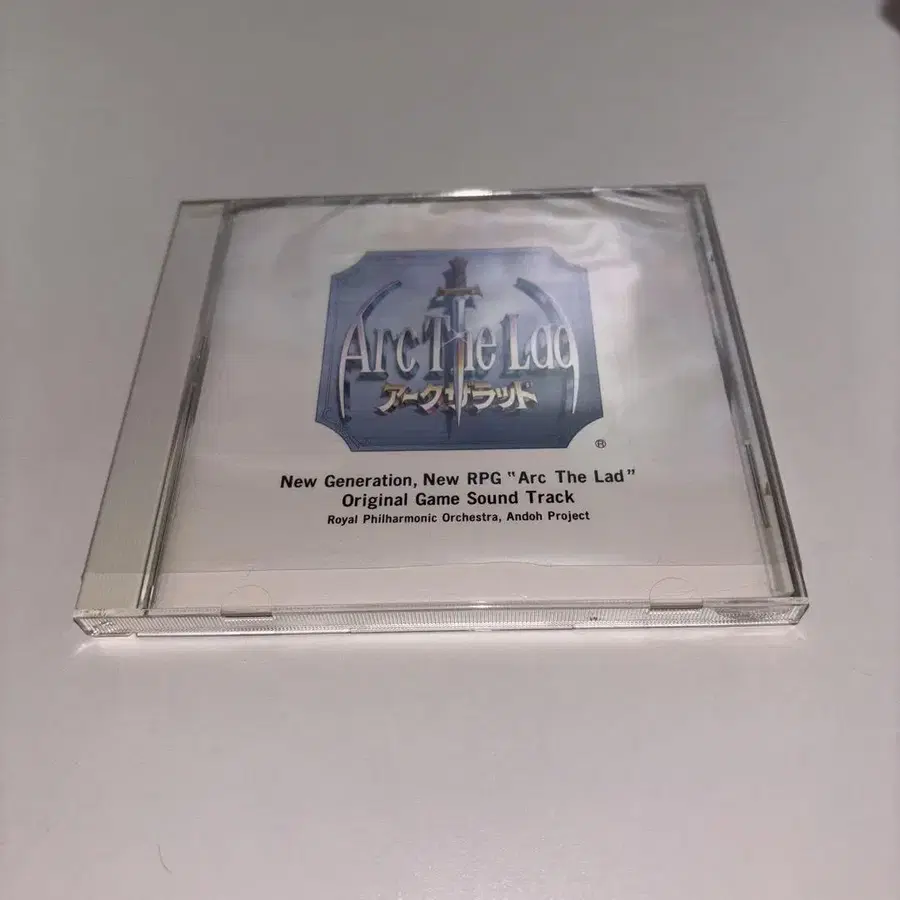 Arc The Lad
アークザラッド
®
New Generation, New RPG "Arc The Lad"
Original Game Sound Track
Royal Philharmonic Orchestra, Andoh Project